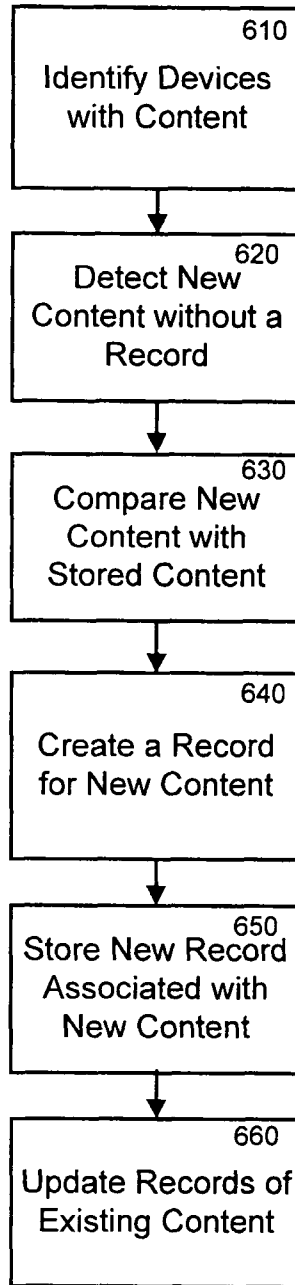 610
Identify Devices
with Content
620
Detect New
Content without a
Record
630
Compare New
Content with
Stored Content
640
Create a Record
for New Content
650
Store New Record
Associated with
New Content
660
Update Records of
Existing Content